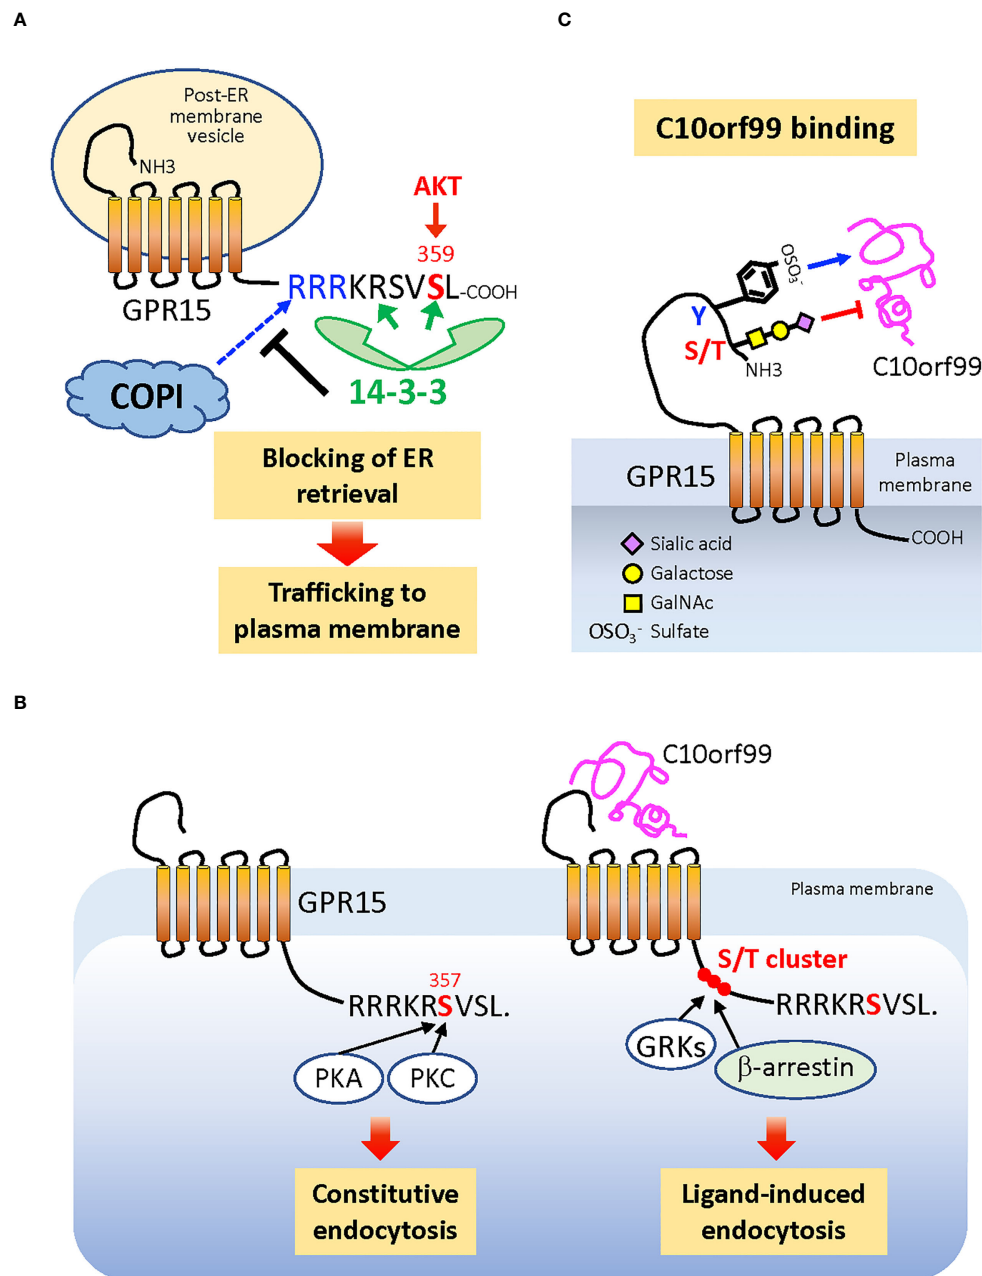 A
Post-ER
membrane
vesicle
NH3
AKT
359
RRRKRSVSL-COOH
GPR15
COPI
14-3-3
Blocking of ER
retrieval
Trafficking to
plasma membrane
C
C10orf99 binding
OSO3-
Y
S/T
NH3
C10orf99
GPR15
Plasma
membrane
COOH
Sialic acid
Galactose
GalNAc
OSO3- Sulfate
B
C10orf99
GPR15
Plasma membrane
357
RRRKRSVSL.
PKA
PKC
Constitutive
endocytosis
S/T cluster
RRRKRSVSL.
GRKs
β-arrestin
Ligand-induced
endocytosis